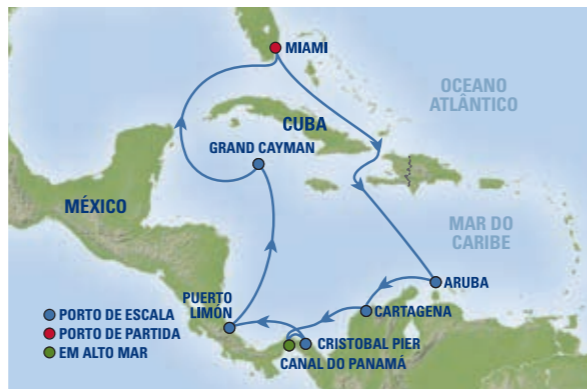 MIAMI
OCEANO
ATLÂNTICO
CUBA
GRAND CAYMAN
MÉXICO
MAR DO
CARIBE
ARUBA
PUERTO
LIMÓN
CARTAGENA
CRISTOBAL PIER
CANAL DO PANAMÁ
PORTO DE ESCALA
PORTO DE PARTIDA
EM ALTO MAR